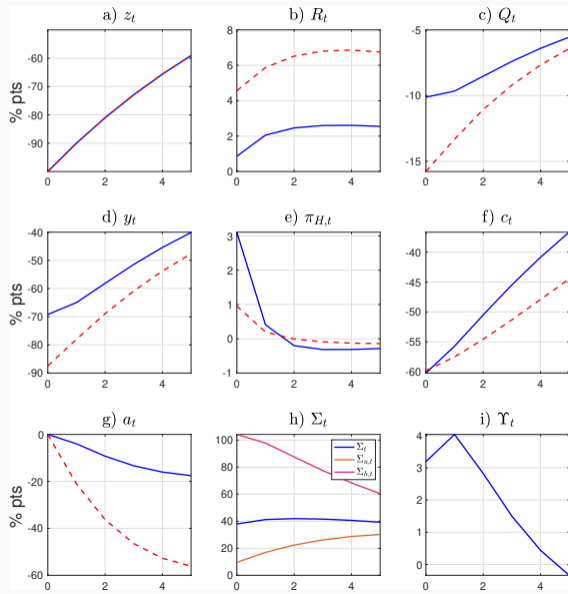 a) z_t
b) R_t
c) Q_t
% pts
-60
-70
-80
-90
0 2 4
8
6
4
2
0
0 2 4
-5
-10
-15
0 2 4
d) y_t
e) π_{H,t}
f) c_t
% pts
-40
-50
-60
-70
-80
-90
0 2 4
3
2
1
0
-1
0 2 4
-40
-50
-60
0 2 4
g) a_t
h) Σ_t
i) Υ_t
% pts
0
-20
-40
-60
0 2 4
100
80
60
40
20
0
0 2 4
Σ_t
Σ_{u,t}
Σ_{h,t}
4
3
2
1
0
0 2 4